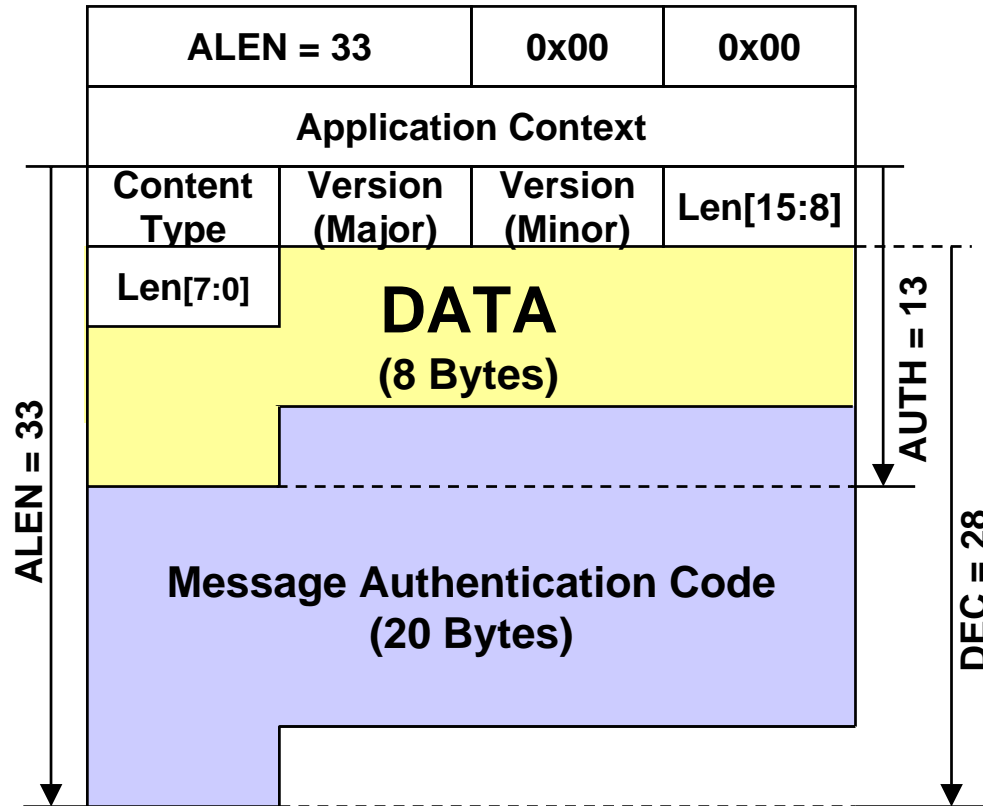 ALEN = 33 0x00 0x00
Application Context
Content Type Version (Major) Version (Minor) Len[15:8]
Len[7:0]
DATA
(8 Bytes)
Message Authentication Code
(20 Bytes)
ALEN = 33
AUTH = 13
DEC = 28